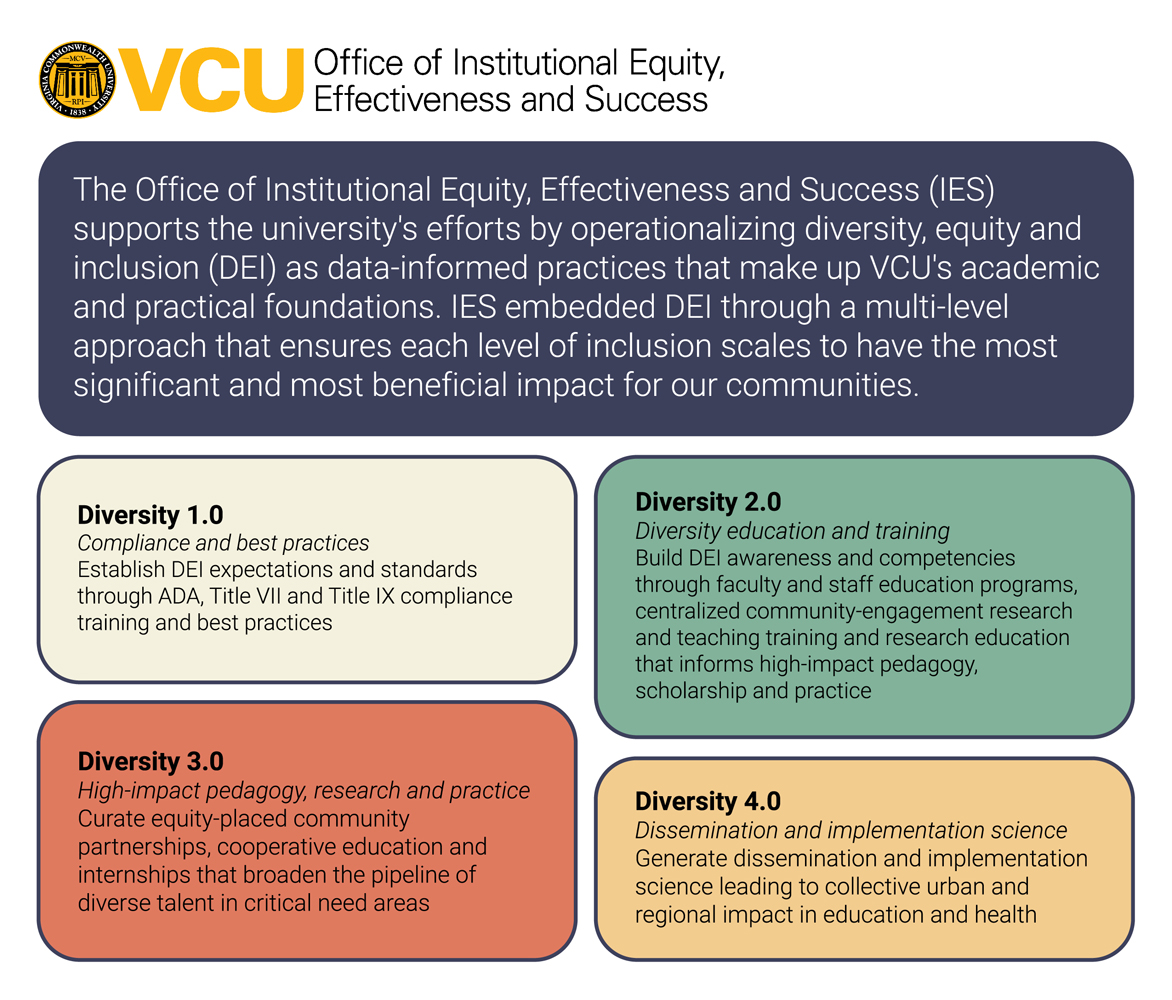 VIRGINIA COMMONWEALTH UNIVERSITY
MCV
RPI
· 1838 ·
VCU
Office of Institutional Equity,
Effectiveness and Success
The Office of Institutional Equity, Effectiveness and Success (IES)
supports the university's efforts by operationalizing diversity, equity and
inclusion (DEI) as data-informed practices that make up VCU's academic
and practical foundations. IES embedded DEI through a multi-level
approach that ensures each level of inclusion scales to have the most
significant and most beneficial impact for our communities.
Diversity 1.0
Compliance and best practices
Establish DEI expectations and standards
through ADA, Title VII and Title IX compliance
training and best practices
Diversity 2.0
Diversity education and training
Build DEI awareness and competencies
through faculty and staff education programs,
centralized community-engagement research
and teaching training and research education
that informs high-impact pedagogy,
scholarship and practice
Diversity 3.0
High-impact pedagogy, research and practice
Curate equity-placed community
partnerships, cooperative education and
internships that broaden the pipeline of
diverse talent in critical need areas
Diversity 4.0
Dissemination and implementation science
Generate dissemination and implementation
science leading to collective urban and
regional impact in education and health